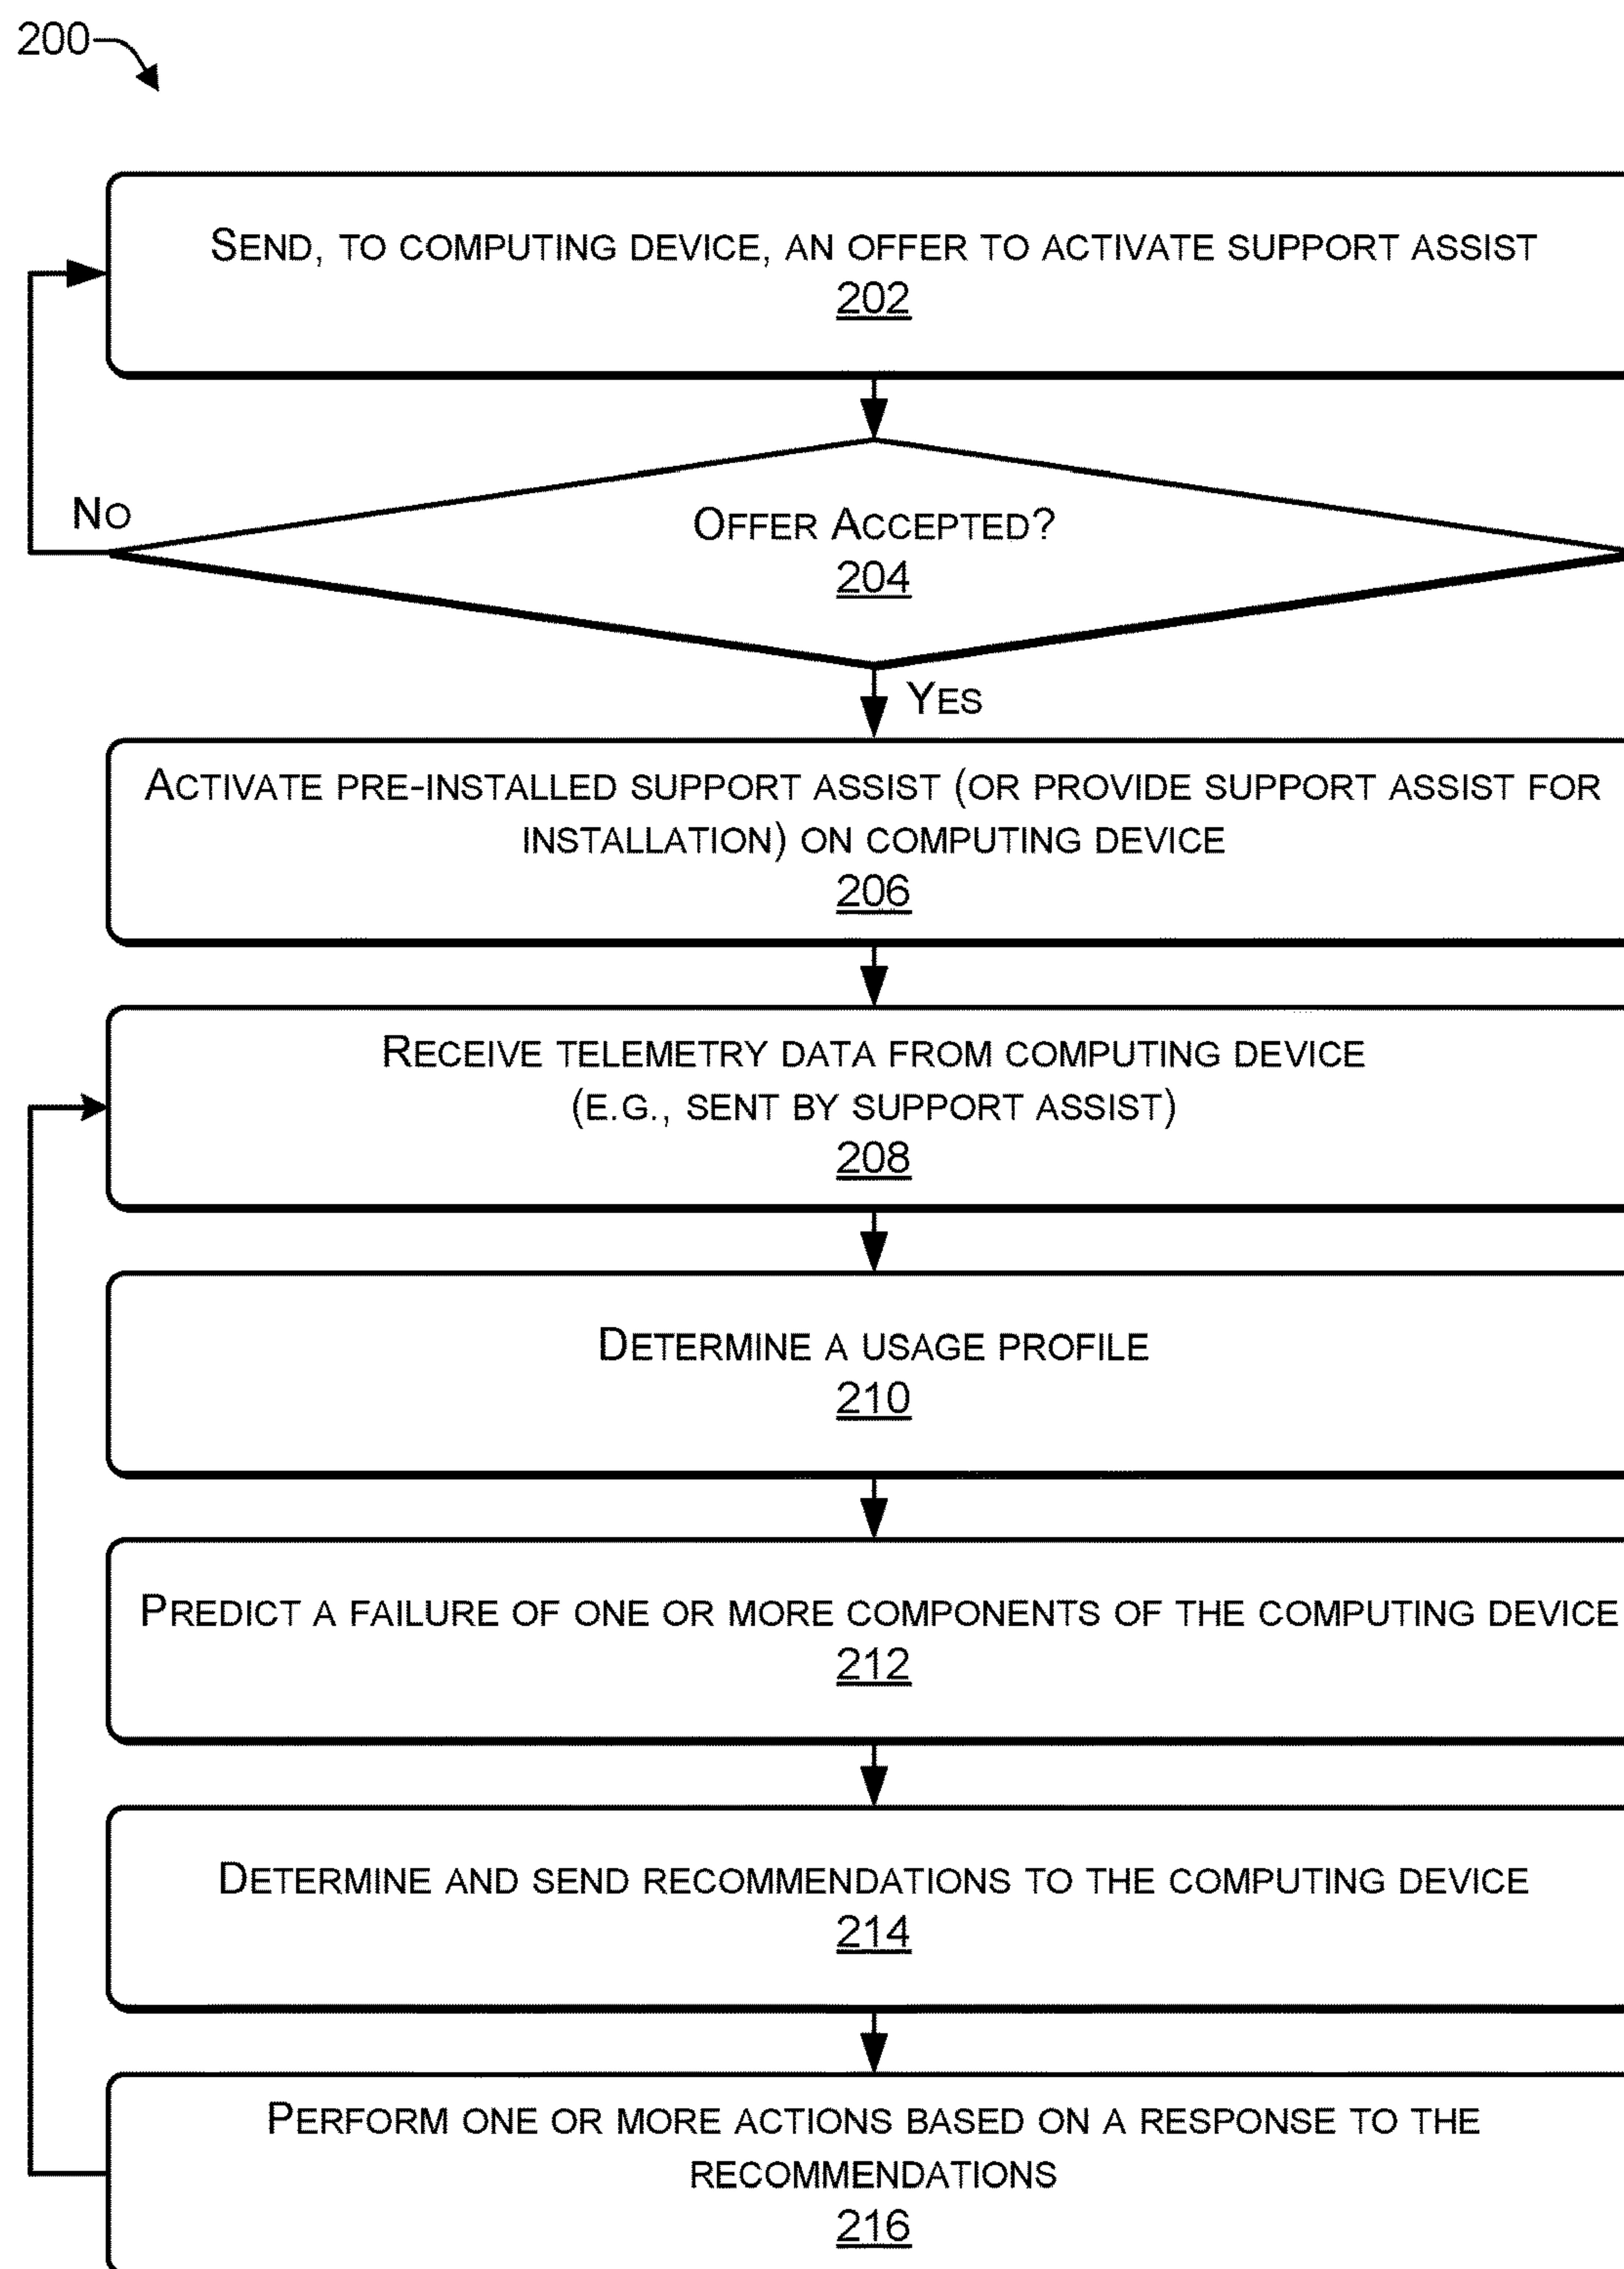 200
SEND, TO COMPUTING DEVICE, AN OFFER TO ACTIVATE SUPPORT ASSIST
202
OFFER ACCEPTED?
204
NO
YES
ACTIVATE PRE-INSTALLED SUPPORT ASSIST (OR PROVIDE SUPPORT ASSIST FOR
INSTALLATION) ON COMPUTING DEVICE
206
RECEIVE TELEMETRY DATA FROM COMPUTING DEVICE
(E.G., SENT BY SUPPORT ASSIST)
208
DETERMINE A USAGE PROFILE
210
PREDICT A FAILURE OF ONE OR MORE COMPONENTS OF THE COMPUTING DEVICE
212
DETERMINE AND SEND RECOMMENDATIONS TO THE COMPUTING DEVICE
214
PERFORM ONE OR MORE ACTIONS BASED ON A RESPONSE TO THE
RECOMMENDATIONS
216